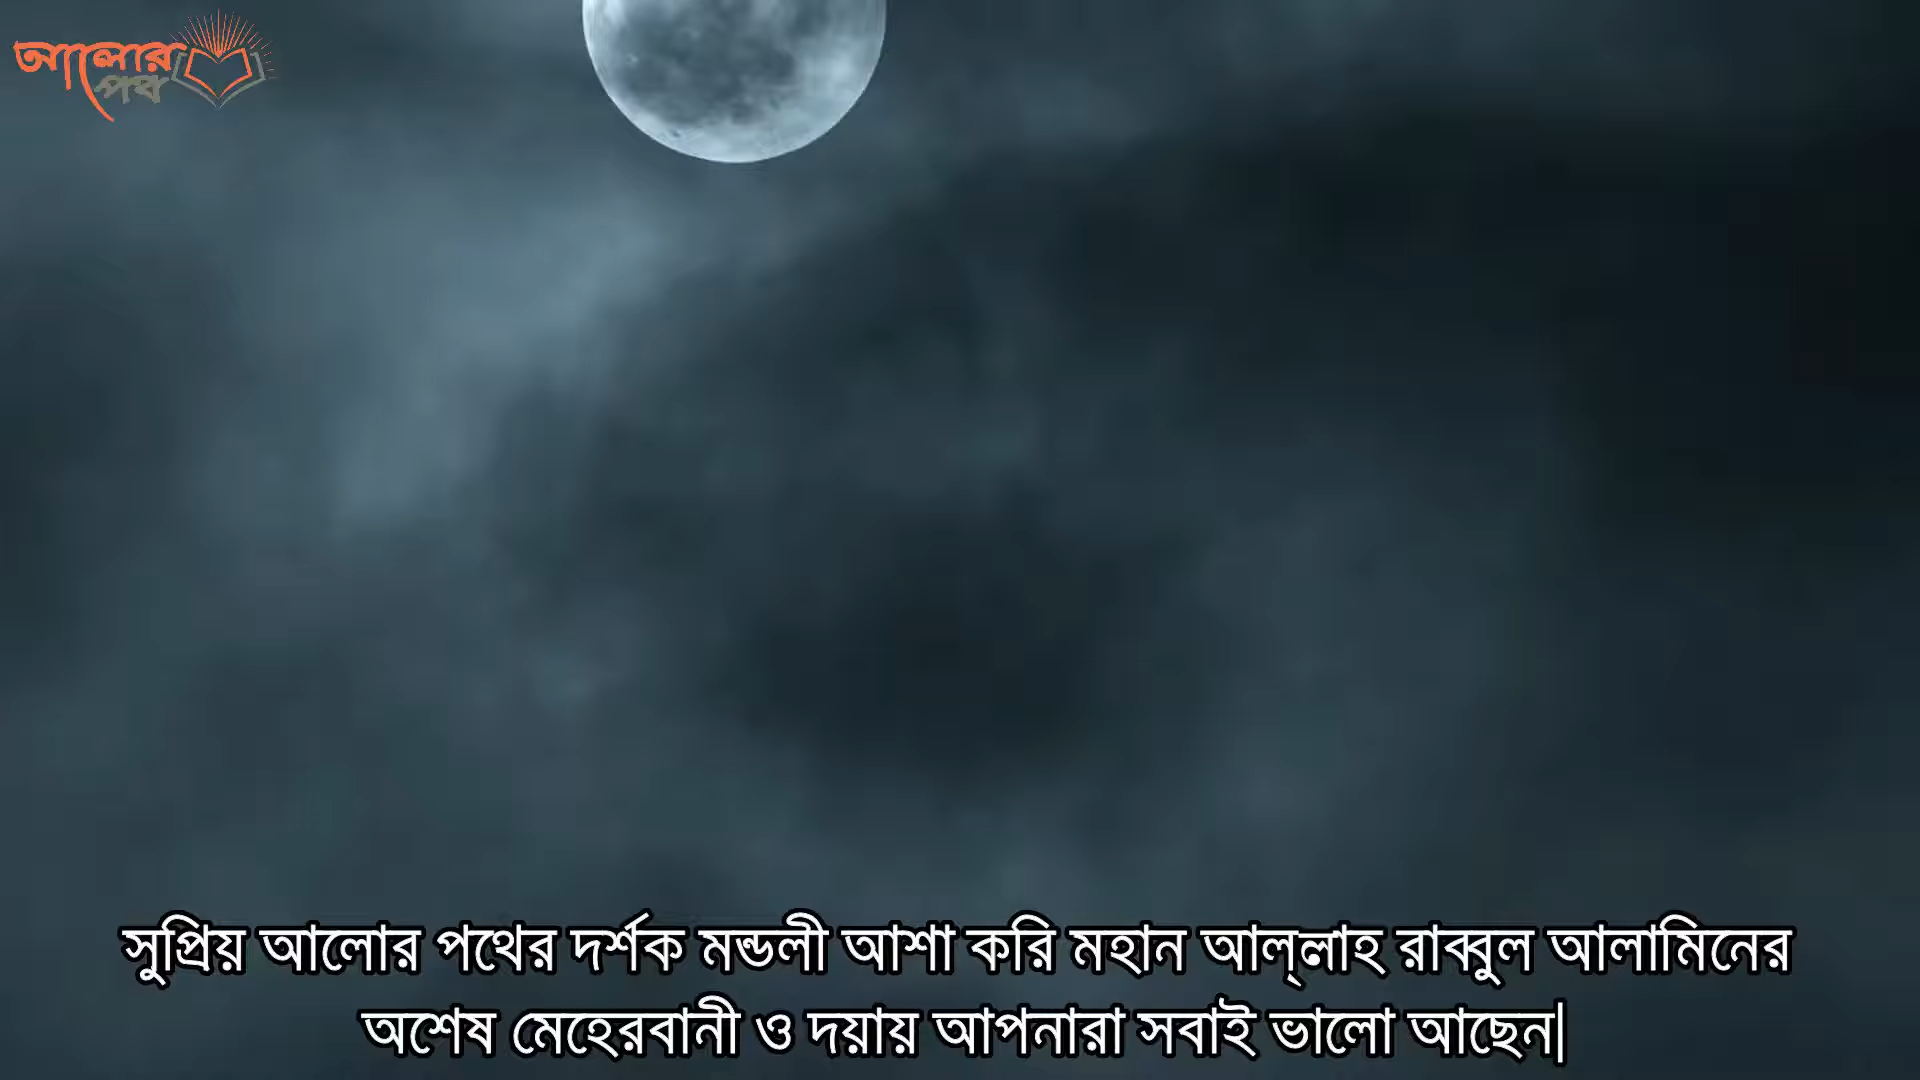 আলোর
পথ
সুপ্রিয় আলোর পথের দর্শক মন্ডলী আশা করি মহান আল্লাহ রাব্বুল আলামিনের
অশেষ মেহেরবানী ও দয়ায় আপনারা সবাই ভালো আছেন|